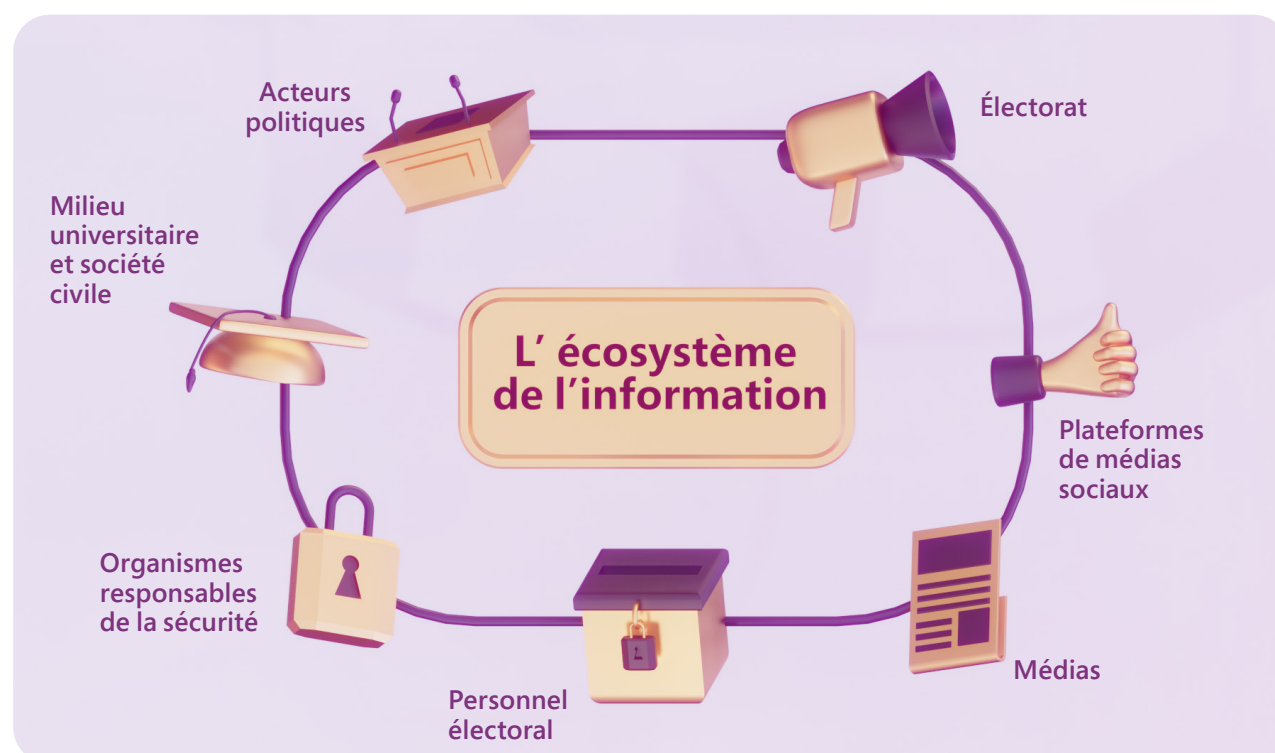 Acteurs
politiques
Électorat
Milieu
universitaire
et société
civile
L’ écosystème
de l’information
Plateformes
de médias
sociaux
Organismes
responsables
de la sécurité
Médias
Personnel
électoral